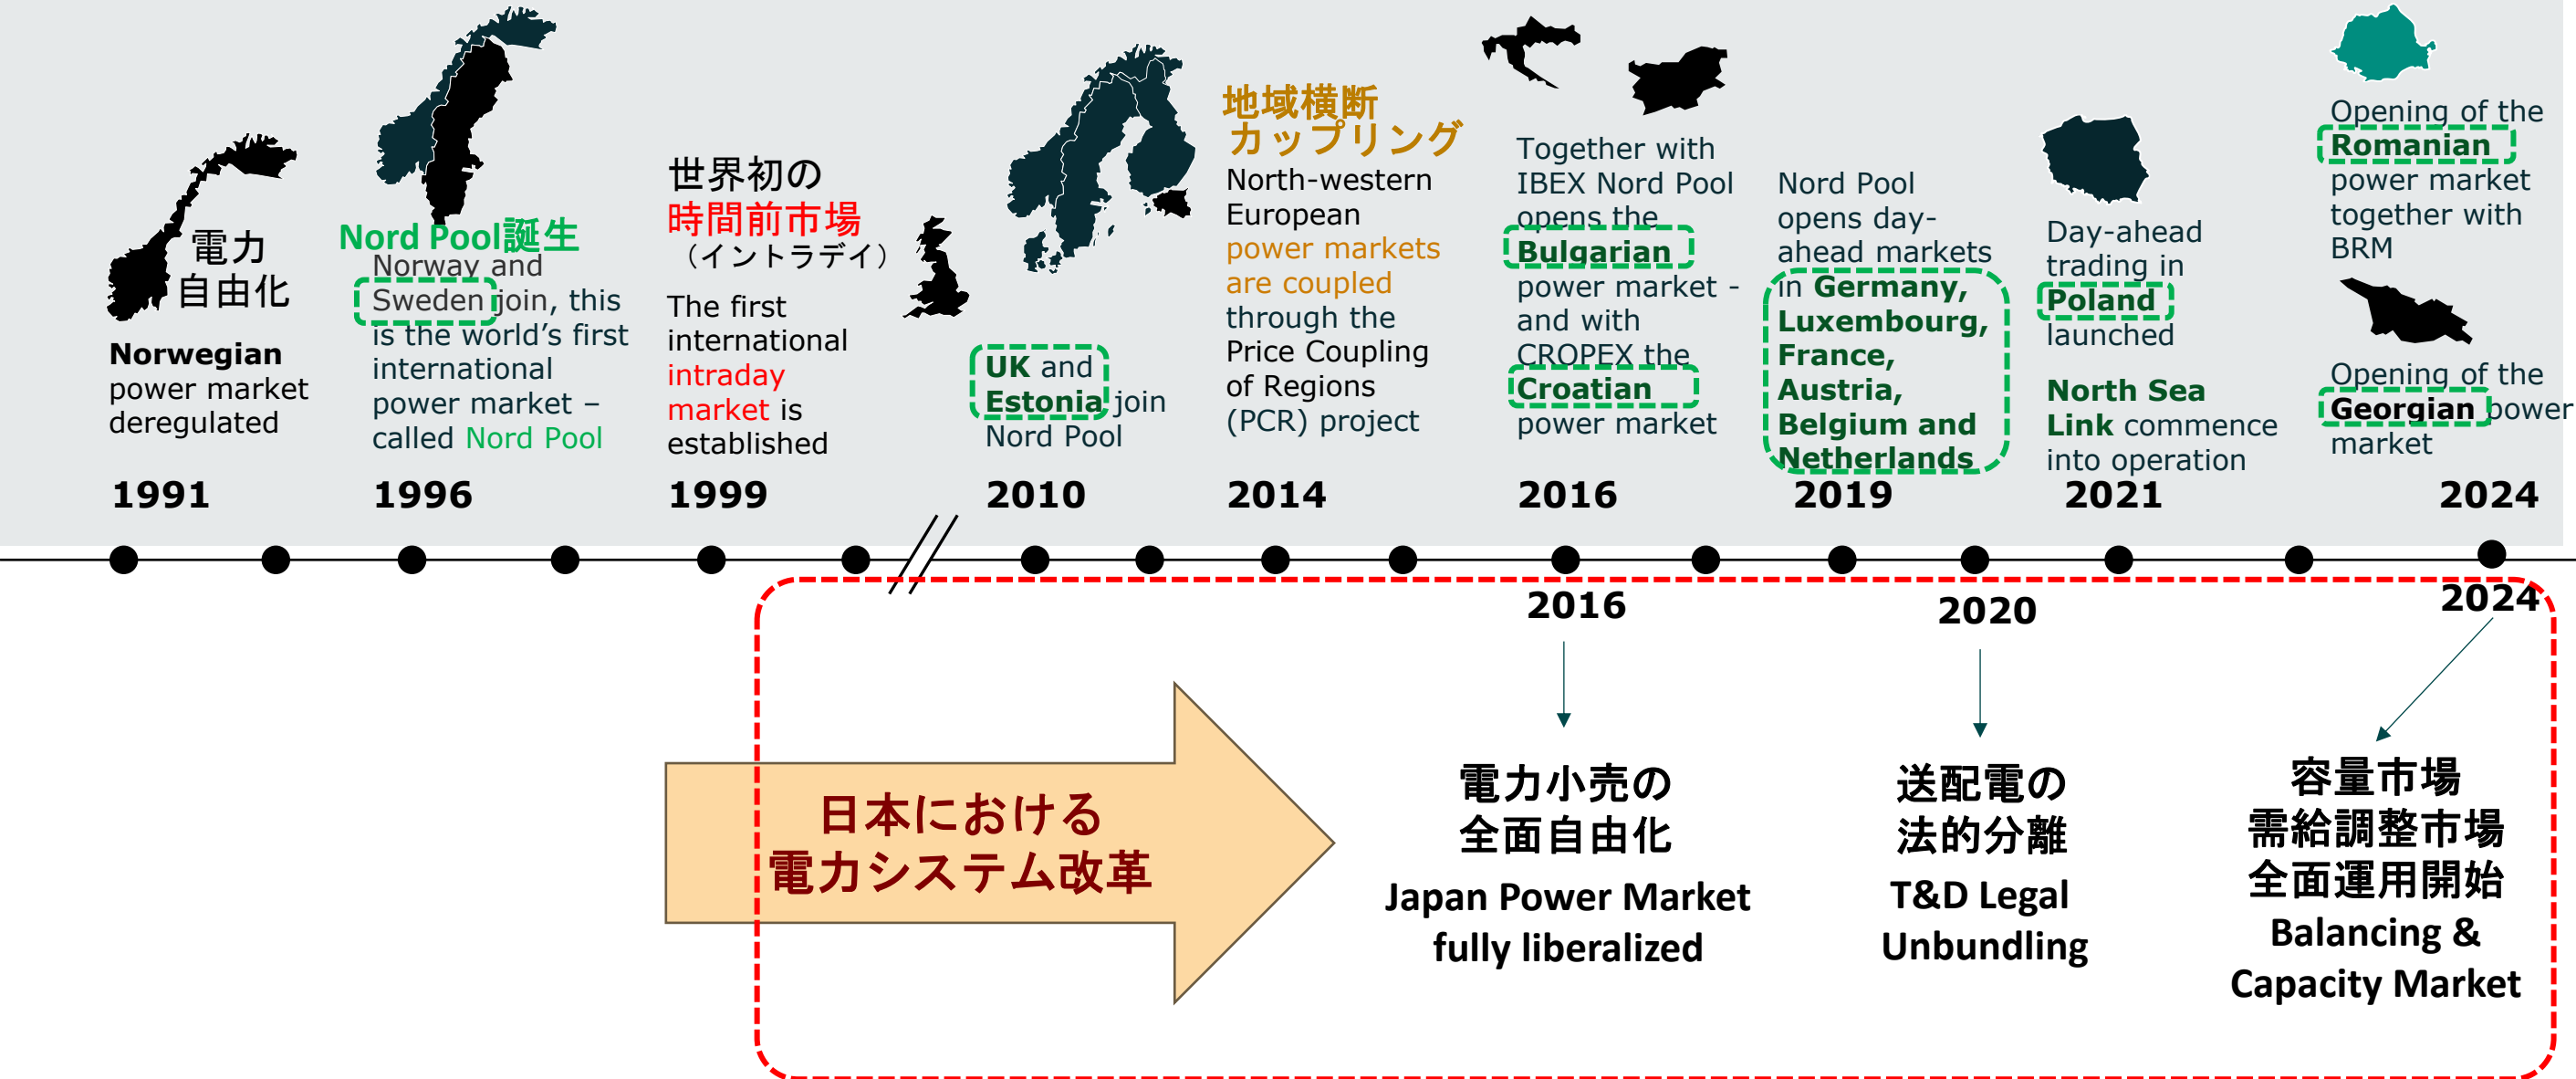 電力
自由化
Norwegian
power market
deregulated
1991
Nord Pool誕生
Norway and
Sweden join, this
is the world's first
international
power market –
called Nord Pool
1996
世界初の
時間前市場
（イントラデイ）
The first
international
intraday
market is
established
1999
UK and
Estonia join
Nord Pool
2010
地域横断
カップリング
North-western
European
power markets
are coupled
through the
Price Coupling
of Regions
(PCR) project
2014
Together with
IBEX Nord Pool
opens the
Bulgarian
power market -
and with
CROPEX the
Croatian
power market
2016
Nord Pool
opens day-
ahead markets
in Germany,
Luxembourg,
France,
Austria,
Belgium and
Netherlands
2019
Day-ahead
trading in
Poland
launched
North Sea
Link commence
into operation
2021
Opening of the
Romanian
power market
together with
BRM
Opening of the
Georgian power
market
2024
日本における
電力システム改革
2016
電力小売の
全面自由化
Japan Power Market
fully liberalized
2020
送配電の
法的分離
T&D Legal
Unbundling
2024
容量市場
需給調整市場
全面運用開始
Balancing &
Capacity Market